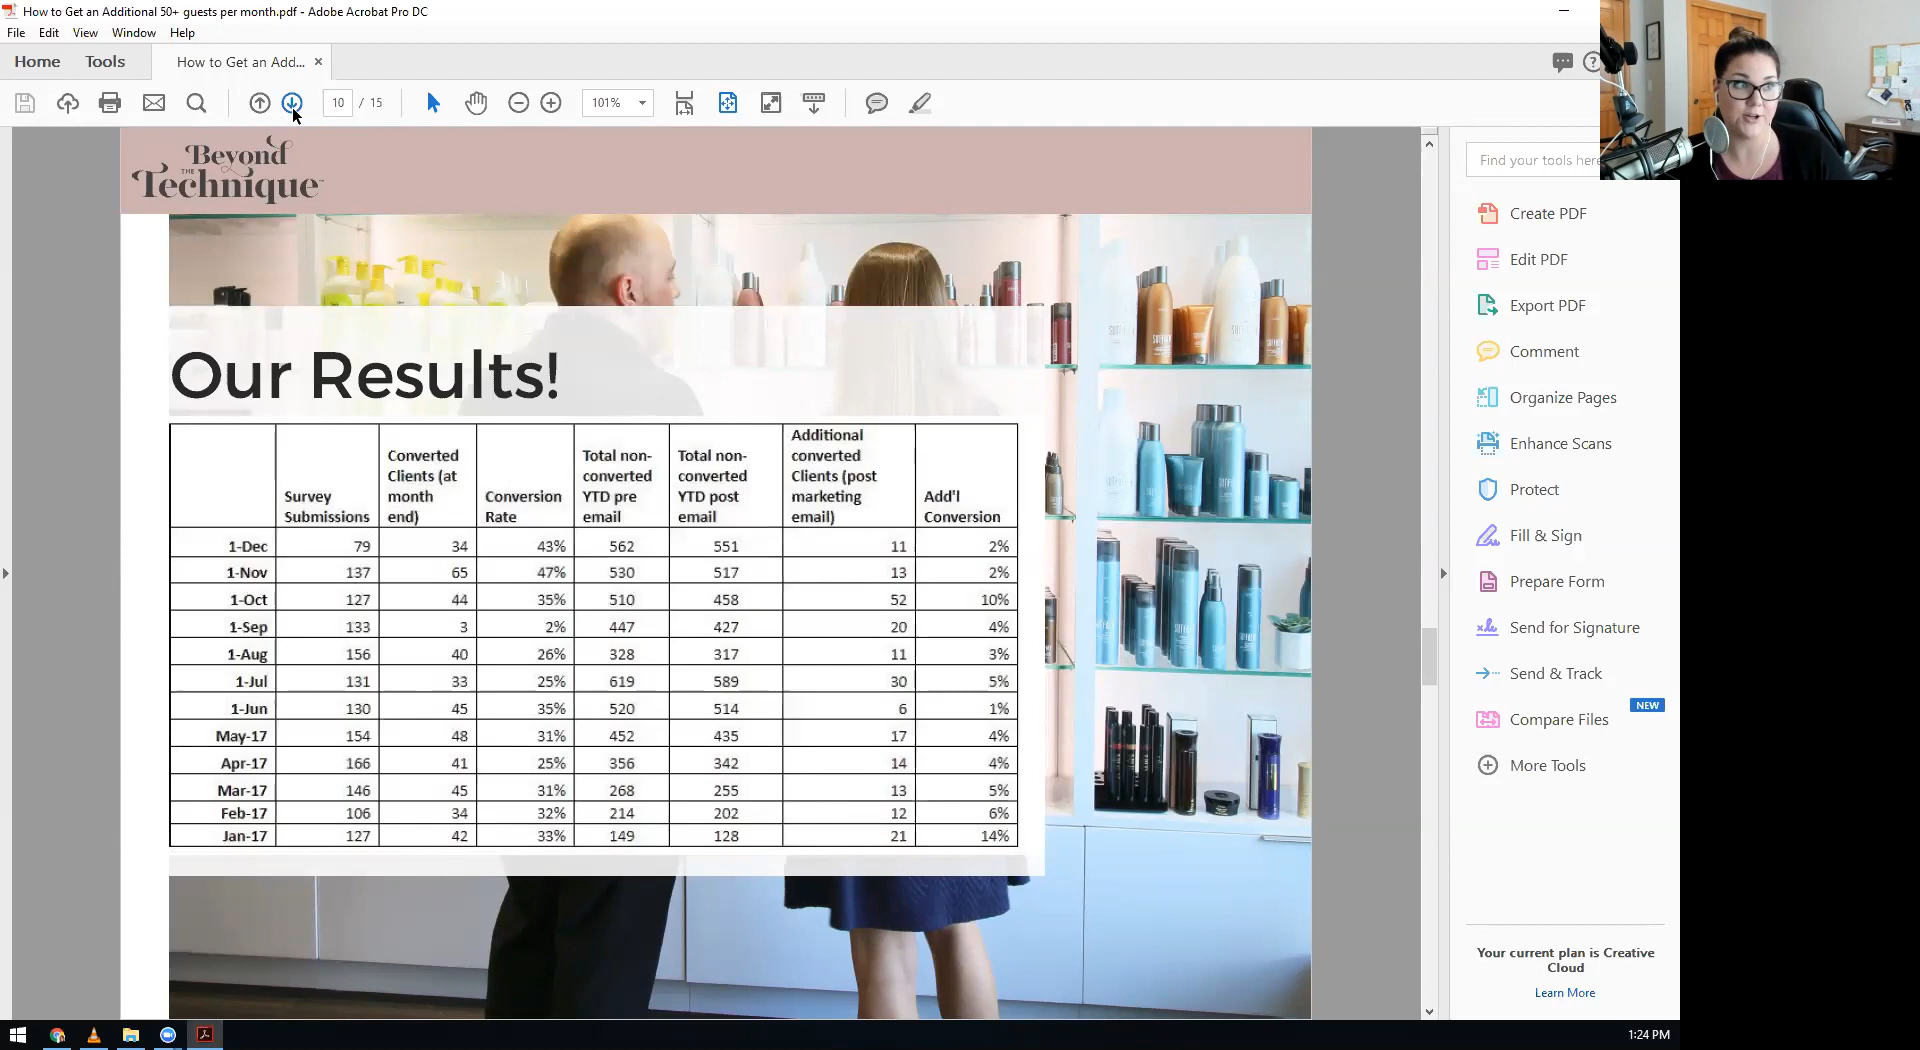 How to Get an Additional 50+ guests per month.pdf - Adobe Acrobat Pro DC
File Edit View Window Help
Home Tools How to Get an Add... ×
10 / 15 101%
Find your tools here
Beyond
THE
Technique
Create PDF
Edit PDF
Export PDF
Comment
Organize Pages
Enhance Scans
Protect
Fill & Sign
Prepare Form
Send for Signature
Send & Track
NEW
Compare Files
More Tools
Your current plan is Creative
Cloud
Learn More
Our Results!
Survey
Submissions
Converted
Clients (at
month
end)
Conversion
Rate
Total non-
converted
YTD pre
email
Total non-
converted
YTD post
email
Additional
converted
Clients (post
marketing
email)
Add'l
Conversion
1-Dec 79 34 43% 562 551 11 2%
1-Nov 137 65 47% 530 517 13 2%
1-Oct 127 44 35% 510 458 52 10%
1-Sep 133 3 2% 447 427 20 4%
1-Aug 156 40 26% 328 317 11 3%
1-Jul 131 33 25% 619 589 30 5%
1-Jun 130 45 35% 520 514 6 1%
May-17 154 48 31% 452 435 17 4%
Apr-17 166 41 25% 356 342 14 4%
Mar-17 146 45 31% 268 255 13 5%
Feb-17 106 34 32% 214 202 12 6%
Jan-17 127 42 33% 149 128 21 14%
1:24 PM